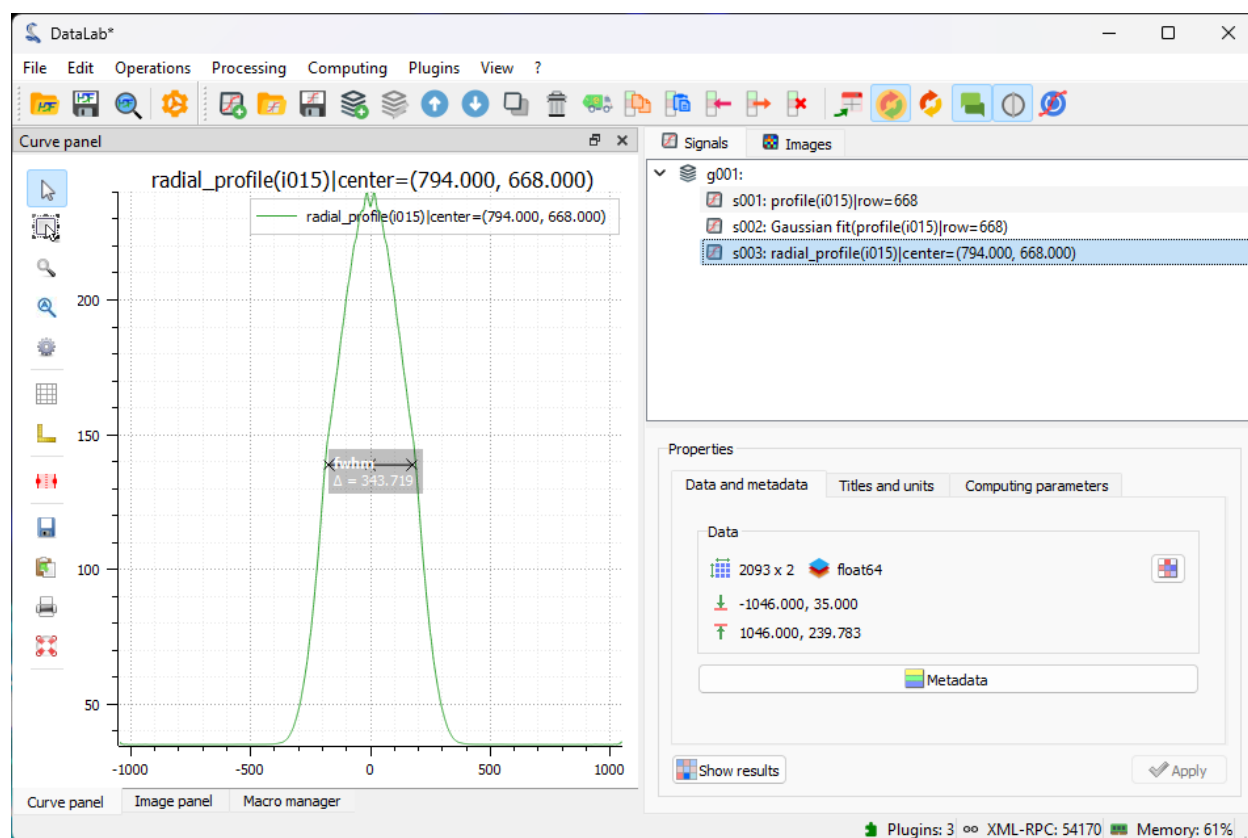 DataLab*
File Edit Operations Processing Computing Plugins View ?
Curve panel
radial_profile(i015)|center=(794.000, 668.000)
radial_profile(i015)|center=(794.000, 668.000)
200
150
100
50
fwhm
Δ = 343.719
-1000 -500 0 500 1000
Curve panel Image panel Macro manager
Signals Images
g001:
s001: profile(i015)|row=668
s002: Gaussian fit(profile(i015)|row=668)
s003: radial_profile(i015)|center=(794.000, 668.000)
Properties
Data and metadata Titles and units Computing parameters
Data
2093 x 2 float64
-1046.000, 35.000
1046.000, 239.783
Metadata
Show results Apply
Plugins: 3 XML-RPC: 54170 Memory: 61%